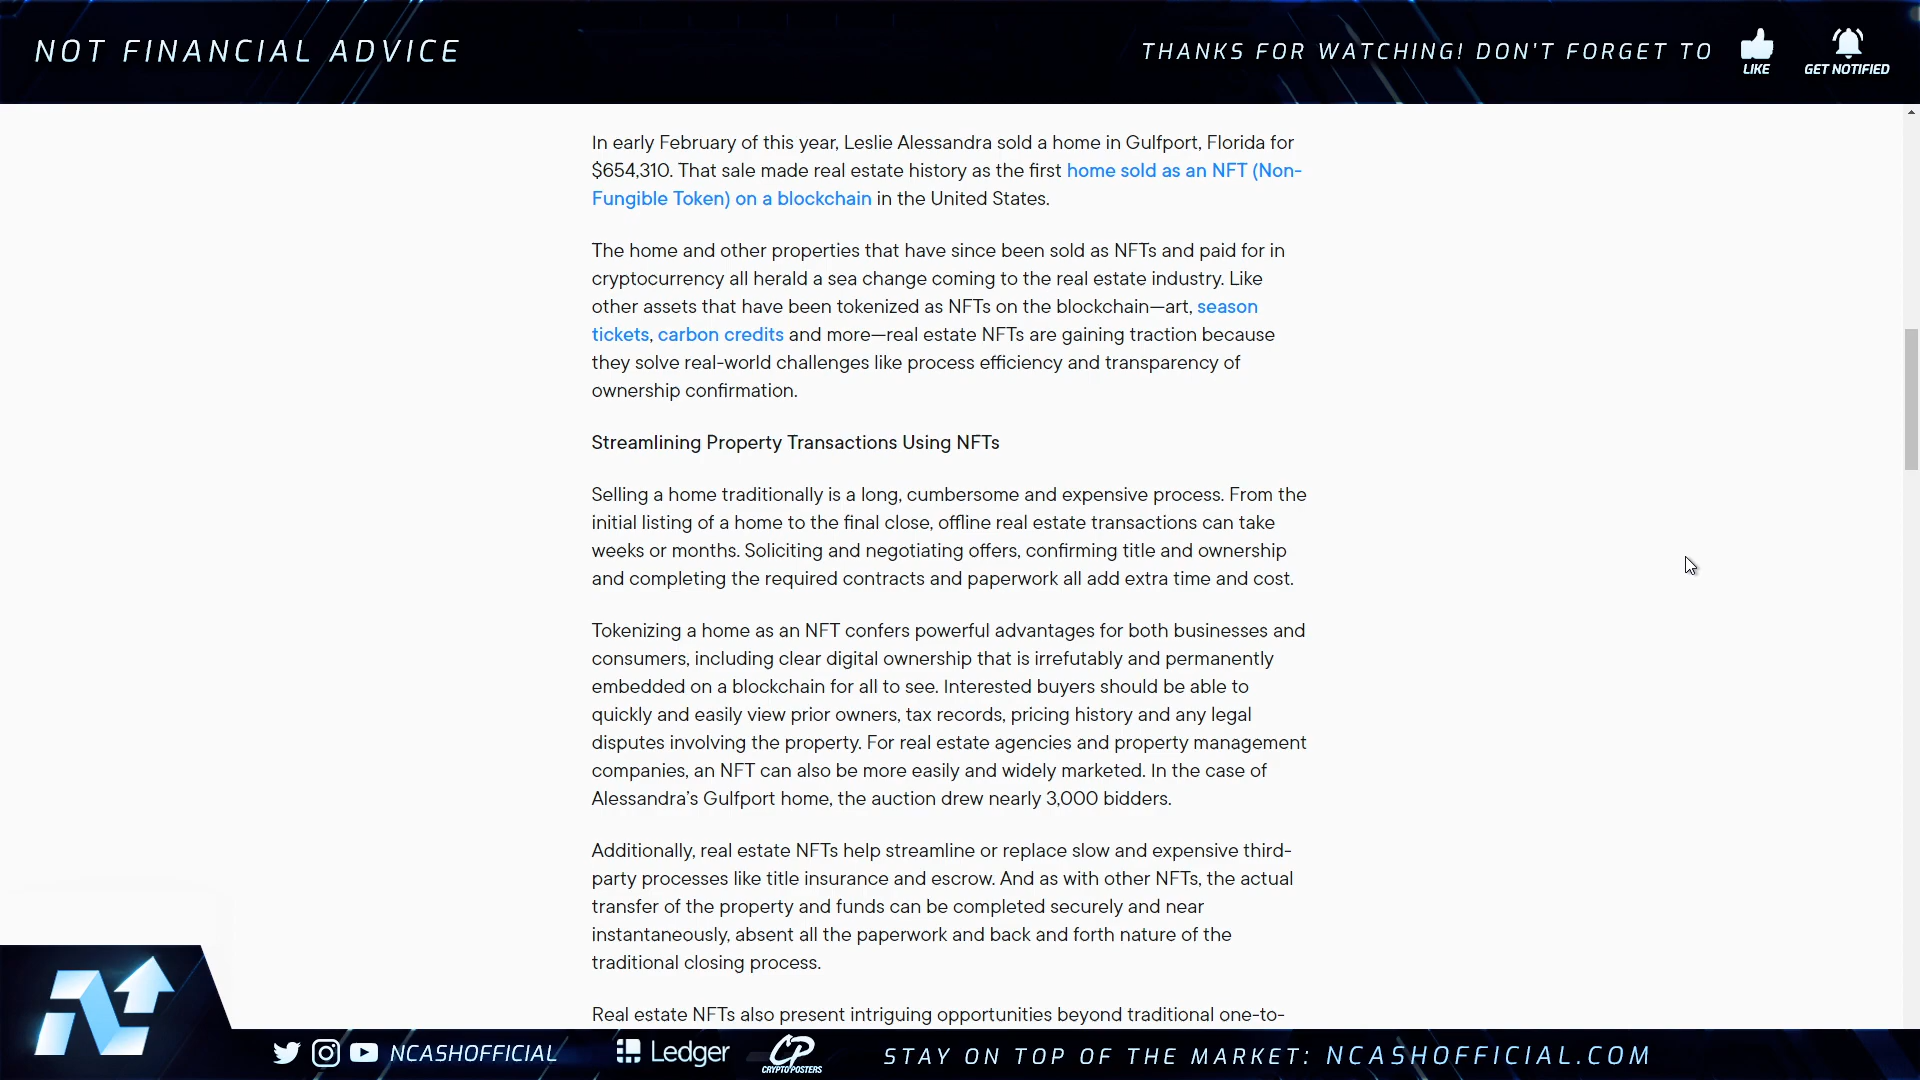 NOT FINANCIAL ADVICE
THANKS FOR WATCHING! DON'T FORGET TO
LIKE
GET NOTIFIED
In early February of this year, Leslie Alessandra sold a home in Gulfport, Florida for
$654,310. That sale made real estate history as the first home sold as an NFT (Non-
Fungible Token) on a blockchain in the United States.
The home and other properties that have since been sold as NFTs and paid for in
cryptocurrency all herald a sea change coming to the real estate industry. Like
other assets that have been tokenized as NFTs on the blockchain—art, season
tickets, carbon credits and more—real estate NFTs are gaining traction because
they solve real-world challenges like process efficiency and transparency of
ownership confirmation.
Streamlining Property Transactions Using NFTs
Selling a home traditionally is a long, cumbersome and expensive process. From the
initial listing of a home to the final close, offline real estate transactions can take
weeks or months. Soliciting and negotiating offers, confirming title and ownership
and completing the required contracts and paperwork all add extra time and cost.
Tokenizing a home as an NFT confers powerful advantages for both businesses and
consumers, including clear digital ownership that is irrefutably and permanently
embedded on a blockchain for all to see. Interested buyers should be able to
quickly and easily view prior owners, tax records, pricing history and any legal
disputes involving the property. For real estate agencies and property management
companies, an NFT can also be more easily and widely marketed. In the case of
Alessandra’s Gulfport home, the auction drew nearly 3,000 bidders.
Additionally, real estate NFTs help streamline or replace slow and expensive third-
party processes like title insurance and escrow. And as with other NFTs, the actual
transfer of the property and funds can be completed securely and near
instantaneously, absent all the paperwork and back and forth nature of the
traditional closing process.
Real estate NFTs also present intriguing opportunities beyond traditional one-to-
NCASHOFFICIAL
Ledger
CP
CRYPTOPOSTERS
STAY ON TOP OF THE MARKET: NCASHOFFICIAL.COM